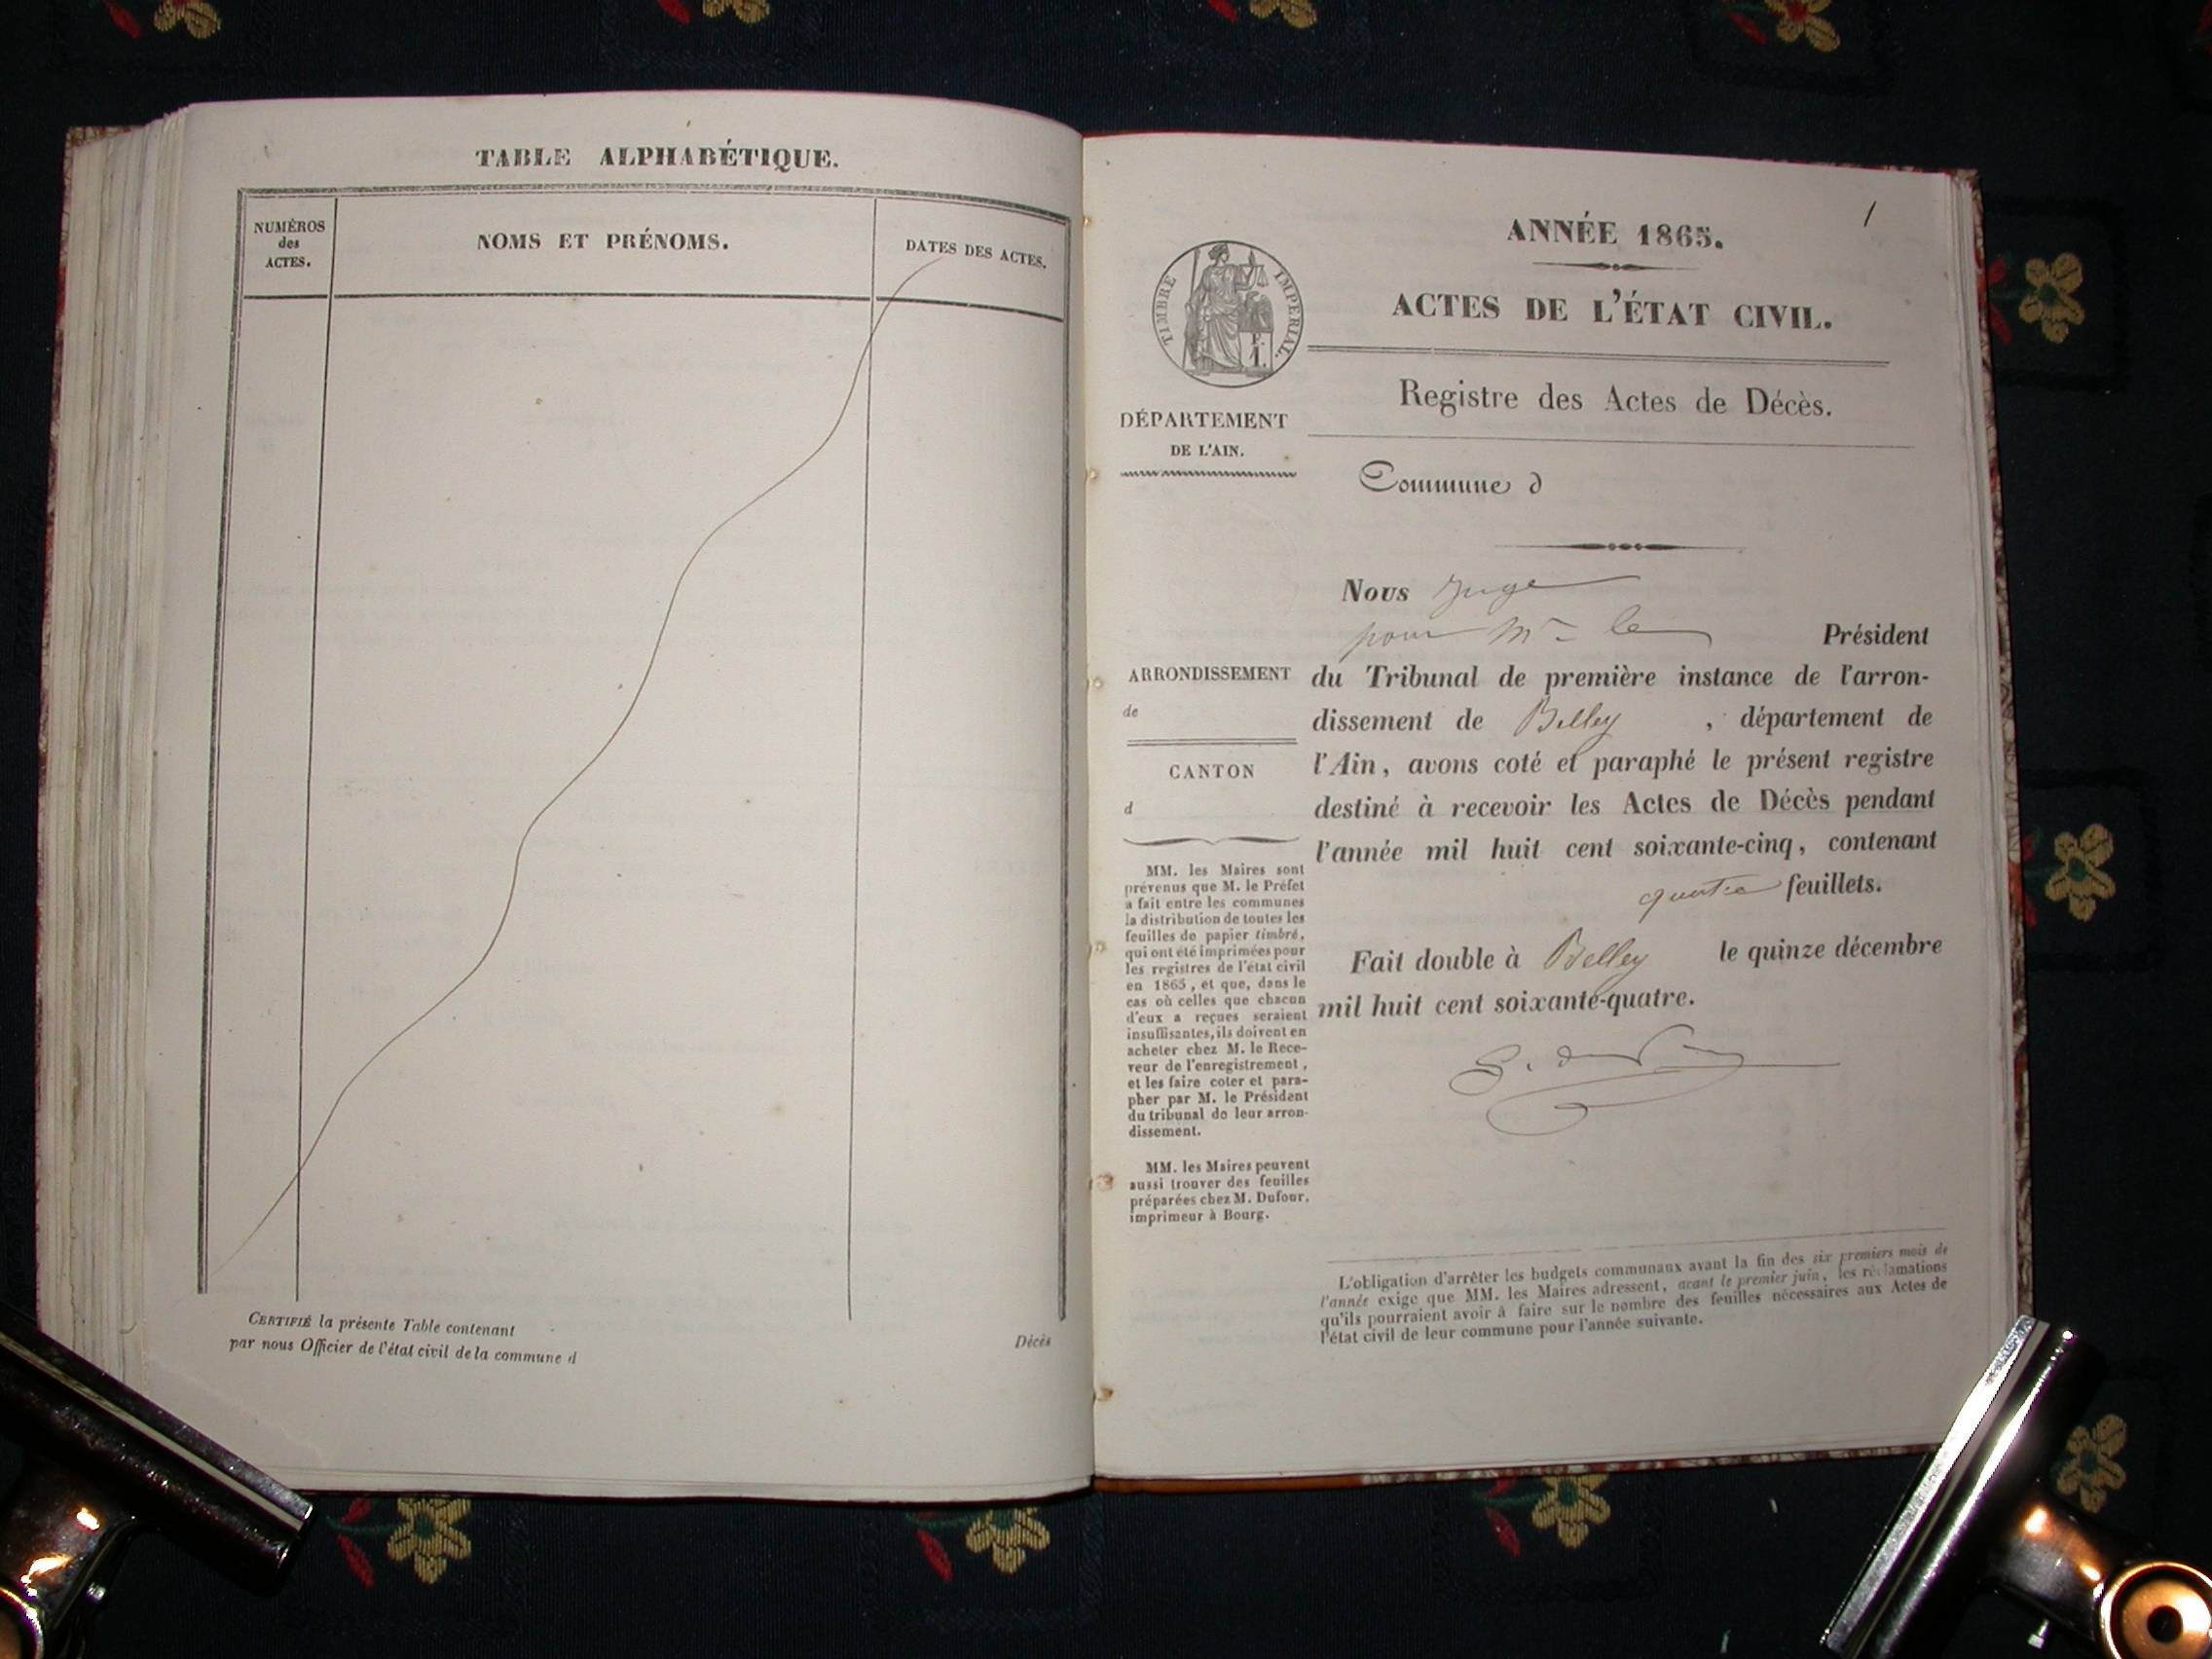 TABLE ALPHABÉTIQUE.
NUMÉROS
des
ACTES.
NOMS ET PRÉNOMS.
DATES DES ACTES.
CERTIFIÉ la présente Table contenant
par nous Officier de l'état civil de la commune d
Décès
1
ANNÉE 1865.
ACTES DE L'ÉTAT CIVIL.
TIMBRE IMPÉRIAL.
Registre des Actes de Décès.
DÉPARTEMENT
DE L'AIN.
Commune d
Nous Juge
pour Mr le Président
du Tribunal de première instance de l'arron-
dissement de Belley , département de
l'Ain, avons coté et paraphé le présent registre
destiné à recevoir les Actes de Décès pendant
l'année mil huit cent soixante-cinq, contenant
quatre feuillets.
Fait double à Belley le quinze décembre
mil huit cent soixante-quatre.
ARRONDISSEMENT
de
CANTON
d
MM. les Maires sont
prévenus que M. le Préfet
a fait entre les communes
la distribution de toutes les
feuilles de papier timbré,
qui ont été imprimées pour
les registres de l'état civil
en 1865, et que, dans le
cas où celles que chacun
d'eux a reçues seraient
insuffisantes, ils doivent en
acheter chez M. le Rece-
veur de l'enregistrement,
et les faire coter et para-
pher par M. le Président
du tribunal de leur arron-
dissement.
MM. les Maires peuvent
aussi trouver des feuilles
préparées chez M. Dufour,
imprimeur à Bourg.
L'obligation d'arrêter les budgets communaux avant la fin des six premiers mois de
l'année exige que MM. les Maires adressent, avant le premier juin, les réclamations
qu'ils pourraient avoir à faire sur le nombre des feuilles nécessaires aux Actes de
l'état civil de leur commune pour l'année suivante.